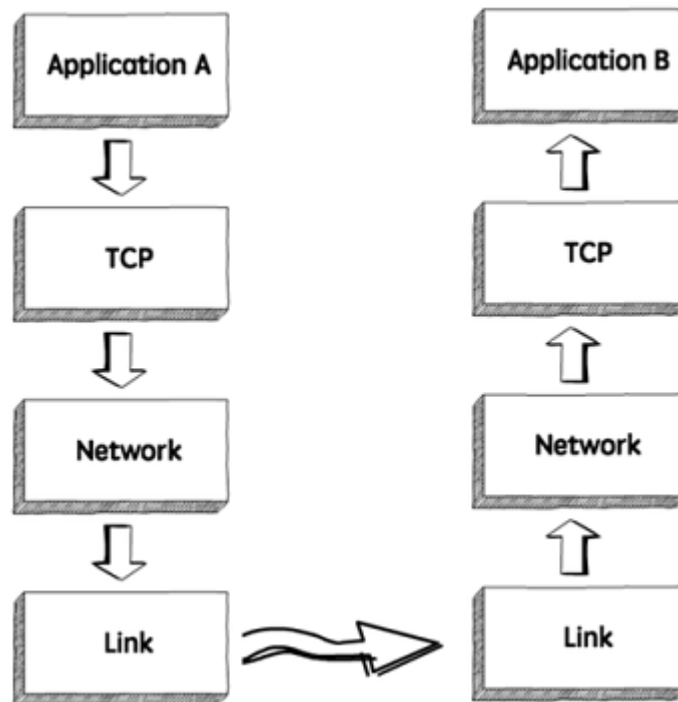 Application A
TCP
Network
Link
Application B
TCP
Network
Link